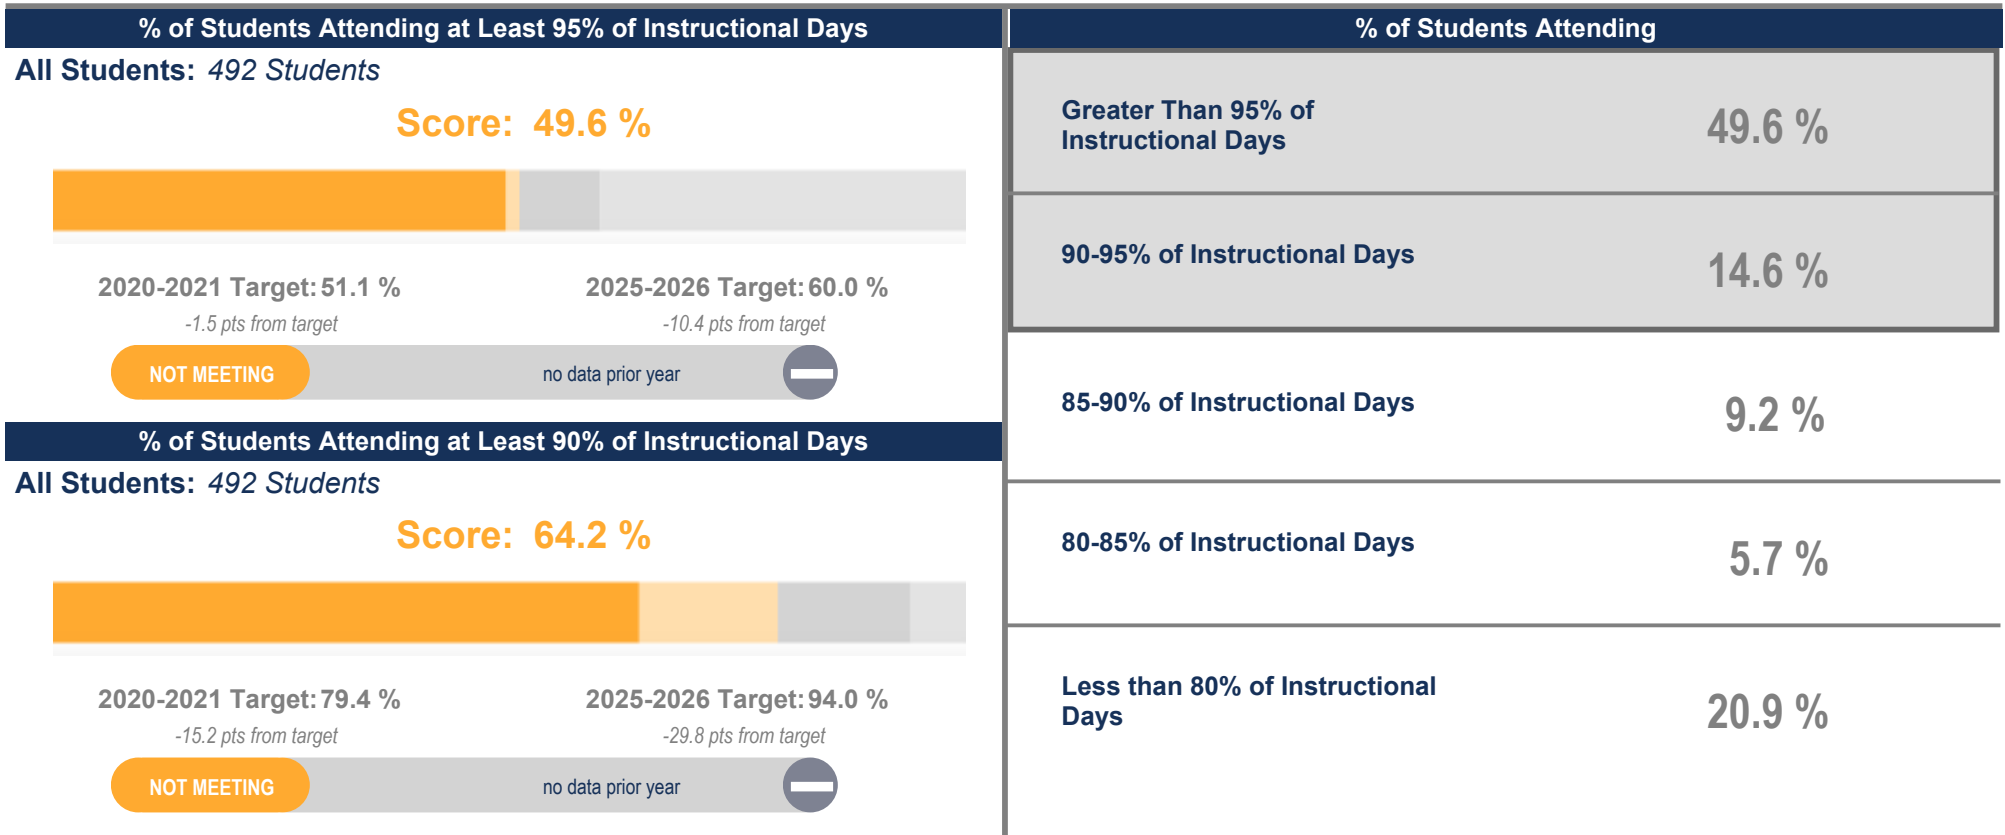 % of Students Attending at Least 95% of Instructional Days
All Students: 492 Students
Score: 49.6 %
2020-2021 Target: 51.1 %
-1.5 pts from target
2025-2026 Target: 60.0 %
-10.4 pts from target
NOT MEETING
no data prior year
% of Students Attending at Least 90% of Instructional Days
All Students: 492 Students
Score: 64.2 %
2020-2021 Target: 79.4 %
-15.2 pts from target
2025-2026 Target: 94.0 %
-29.8 pts from target
NOT MEETING
no data prior year
% of Students Attending
Greater Than 95% of
Instructional Days
49.6 %
90-95% of Instructional Days
14.6 %
85-90% of Instructional Days
9.2 %
80-85% of Instructional Days
5.7 %
Less than 80% of Instructional
Days
20.9 %